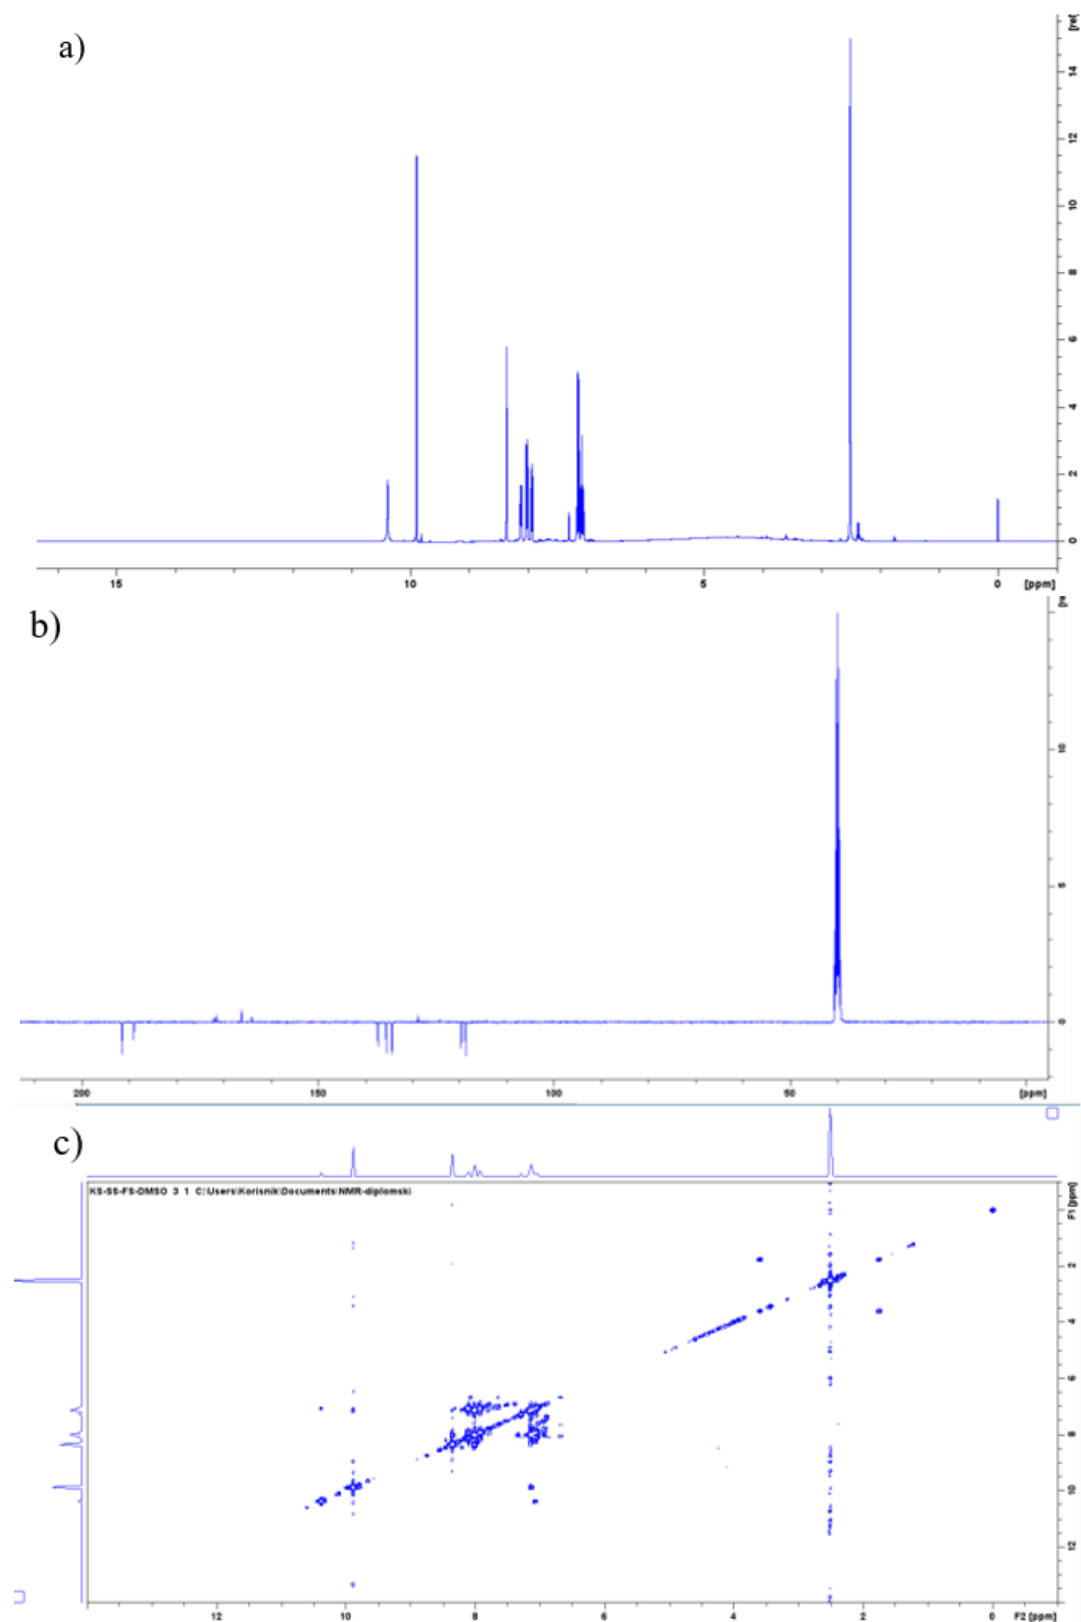 a)
[rel
14
12
10
8
6
4
2
0
15 10 5 0 [ppm]
b)
10
5
0
200 150 100 50 [ppm]
c)
KS-SS-FS-DMSO 3 1 C:\Users\Korisnik\Documents\NMR-diplomski
F1 [ppm]
2
4
6
8
10
12
12 10 8 6 4 2 0 F2 [ppm]